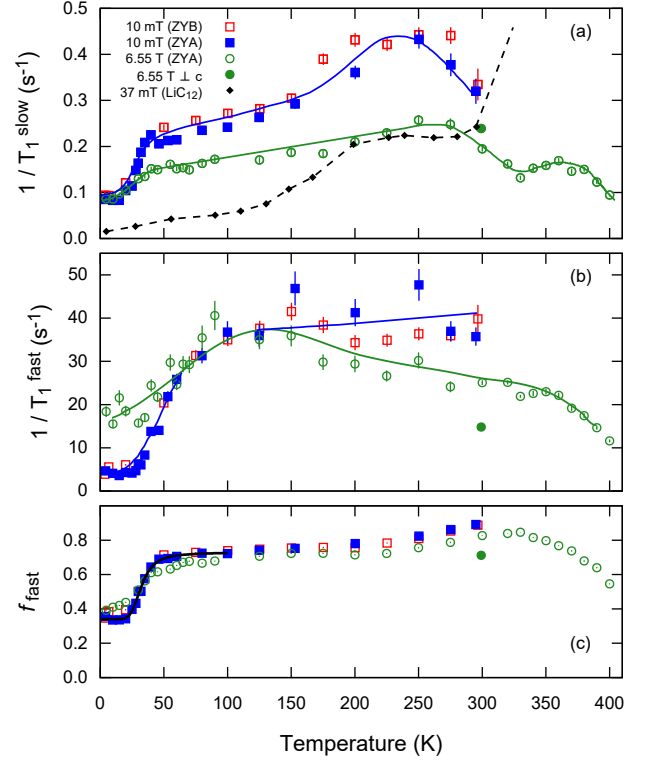 0.5
0.4
0.3
0.2
0.1
0.0
1 / T₁ ˢˡᵒʷ (s⁻¹)
10 mT (ZYB)
10 mT (ZYA)
6.55 T (ZYA)
6.55 T ⊥ c
37 mT (LiC₁₂)
(a)
50
40
30
20
10
0
1 / T₁ ᶠᵃˢᵗ (s⁻¹)
(b)
0.8
0.6
0.4
0.2
0.0
f fast
(c)
0 50 100 150 200 250 300 350 400
Temperature (K)